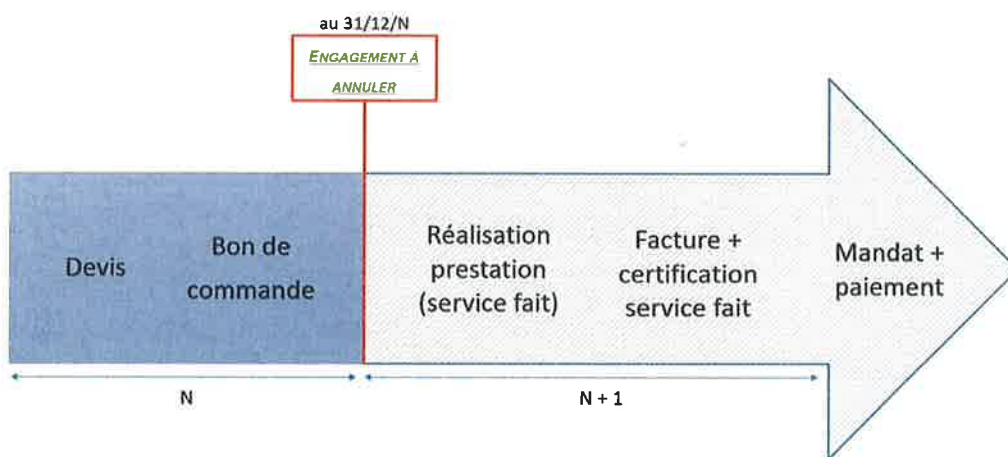 au 31/12/N
ENGAGEMENT À
ANNULER
Devis
Bon de
commande
Réalisation
prestation
(service fait)
Facture +
certification
service fait
Mandat +
paiement
N
N + 1